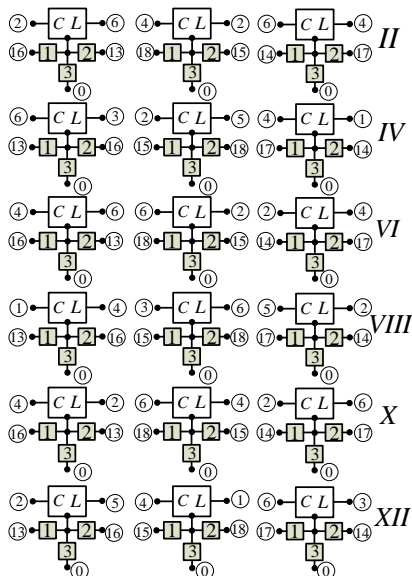 2 C L 6 4 C L 2 6 C L 4
16 1 2 13 18 1 2 15 14 1 2 17 II
3 3 3
0 0 0
6 C L 3 2 C L 5 4 C L 1
13 1 2 16 15 1 2 18 17 1 2 14 IV
3 3 3
0 0 0
4 C L 6 6 C L 2 2 C L 4
16 1 2 13 18 1 2 15 14 1 2 17 VI
3 3 3
0 0 0
1 C L 4 3 C L 6 5 C L 2
13 1 2 16 15 1 2 18 17 1 2 14 VIII
3 3 3
0 0 0
4 C L 2 6 C L 4 2 C L 6
16 1 2 13 18 1 2 15 14 1 2 17 X
3 3 3
0 0 0
2 C L 5 4 C L 1 6 C L 3
13 1 2 16 15 1 2 18 17 1 2 14 XII
3 3 3
0 0 0